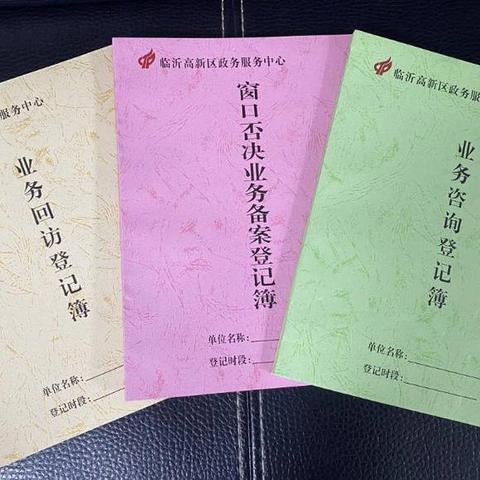 服务中心
业务回访登记簿
单位名称:
登记时段:
临沂高新区政务服务中心
窗口否决业务备案登记簿
单位名称:
登记时段:
临沂高新区政务服务
业务咨询登记簿
单位名称:
登记时段: